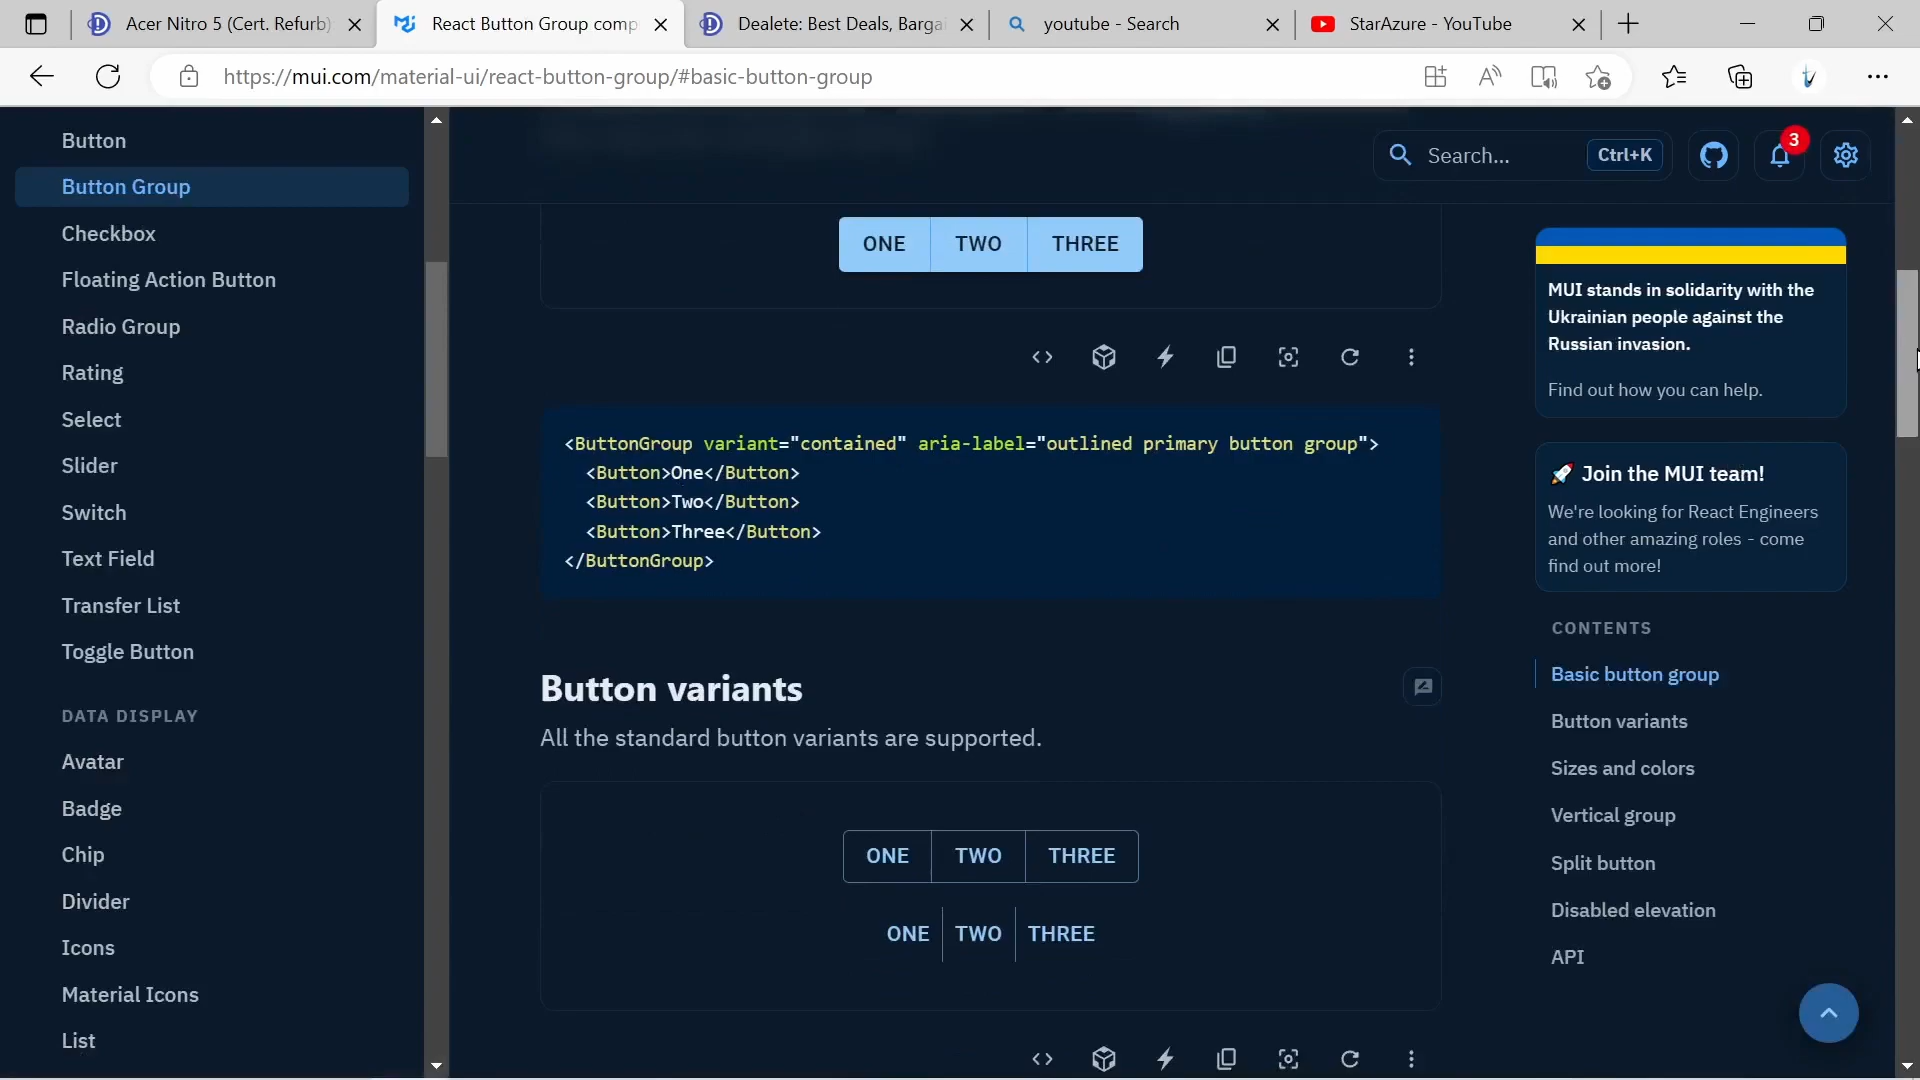 Acer Nitro 5 (Cert. Refurb)
React Button Group comp
Dealete: Best Deals, Barga
youtube - Search
StarAzure - YouTube
https://mui.com/material-ui/react-button-group/#basic-button-group
Button
Button Group
Checkbox
Floating Action Button
Radio Group
Rating
Select
Slider
Switch
Text Field
Transfer List
Toggle Button
DATA DISPLAY
Avatar
Badge
Chip
Divider
Icons
Material Icons
List
Search...
Ctrl+K
3
ONE TWO THREE
<ButtonGroup variant="contained" aria-label="outlined primary button group">
<Button>One</Button>
<Button>Two</Button>
<Button>Three</Button>
</ButtonGroup>
Button variants
All the standard button variants are supported.
ONE TWO THREE
ONE TWO THREE
MUI stands in solidarity with the
Ukrainian people against the
Russian invasion.
Find out how you can help.
🚀 Join the MUI team!
We're looking for React Engineers
and other amazing roles - come
find out more!
CONTENTS
Basic button group
Button variants
Sizes and colors
Vertical group
Split button
Disabled elevation
API